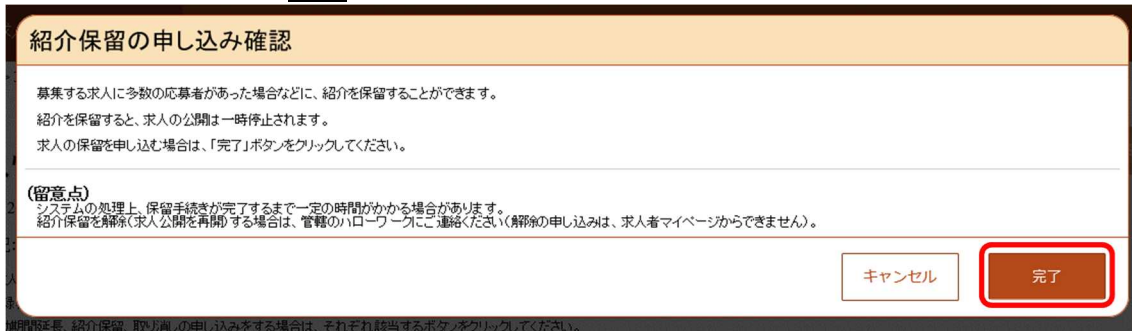 紹介保留の申し込み確認
募集する求人に多数の応募者があった場合などに、紹介を保留することができます。
紹介を保留すると、求人の公開は一時停止されます。
求人の保留を申し込む場合は、「完了」ボタンをクリックしてください。
(留意点)
システムの処理上、保留手続きが完了するまで一定の時間がかかる場合があります。
紹介保留を解除(求人公開を再開)する場合は、管轄のハローワークにご連絡ください(解除の申し込みは、求人者マイページからできません)。
キャンセル
完了
期間延長、紹介保留、取り消しの申し込みをする場合は、それぞれ該当するボタンをクリックしてください。